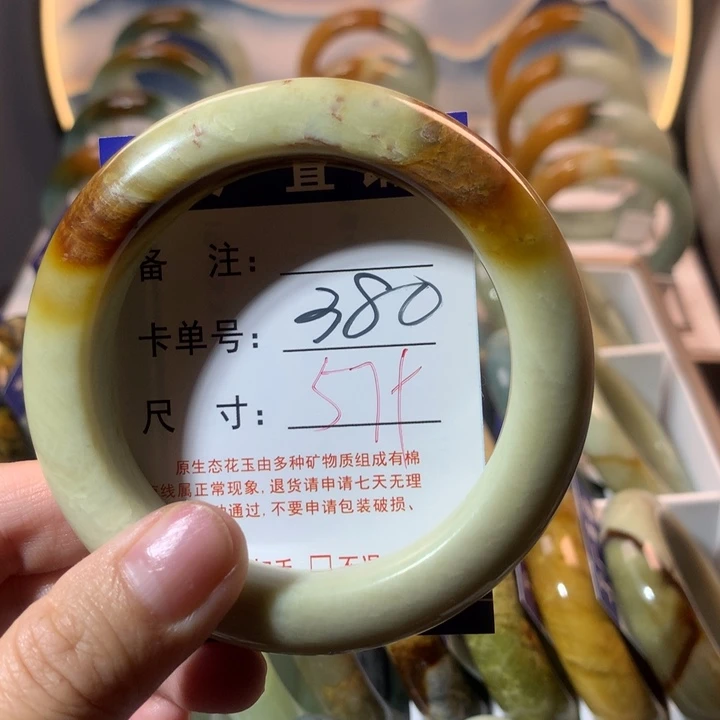 直
备 注：
卡单号： 380
尺 寸： 57+
原生态花玉由多种矿物质组成有棉
线属正常现象，退货请申请七天无理
通过，不要申请包装破损、